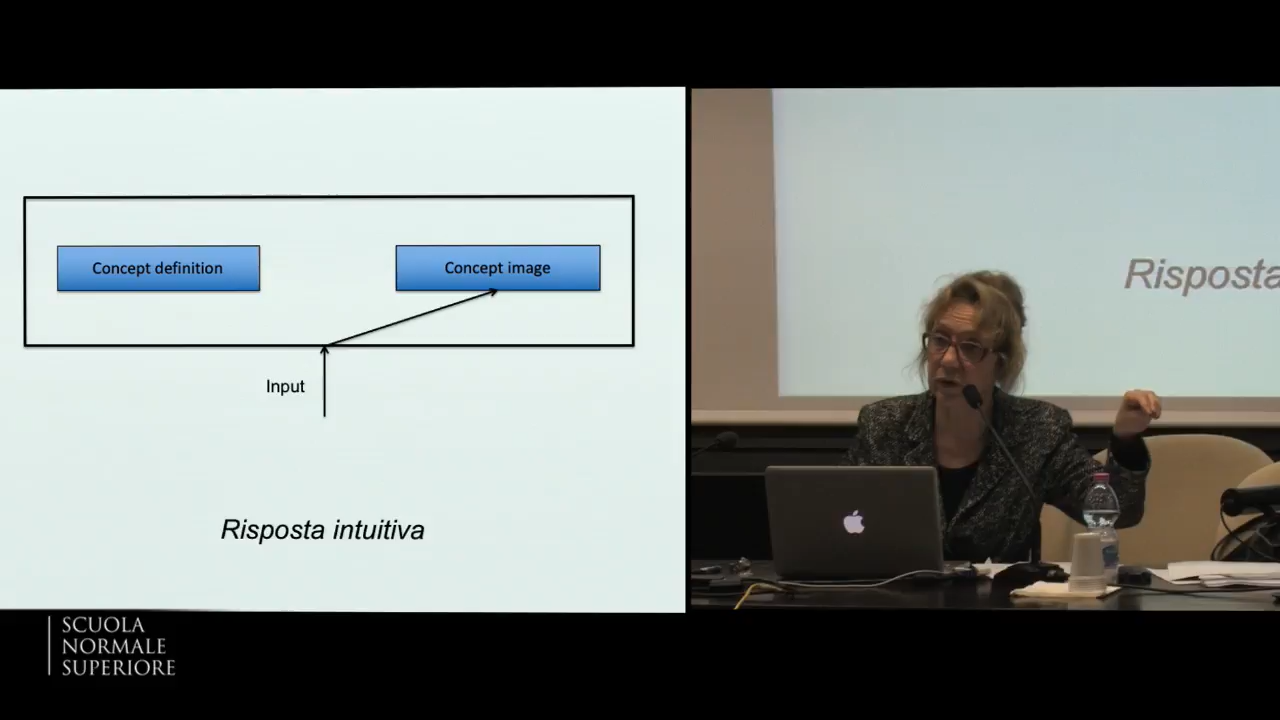 Concept definition
Concept image
Input
Risposta intuitiva
Risposta
SCUOLA
NORMALE
SUPERIORE